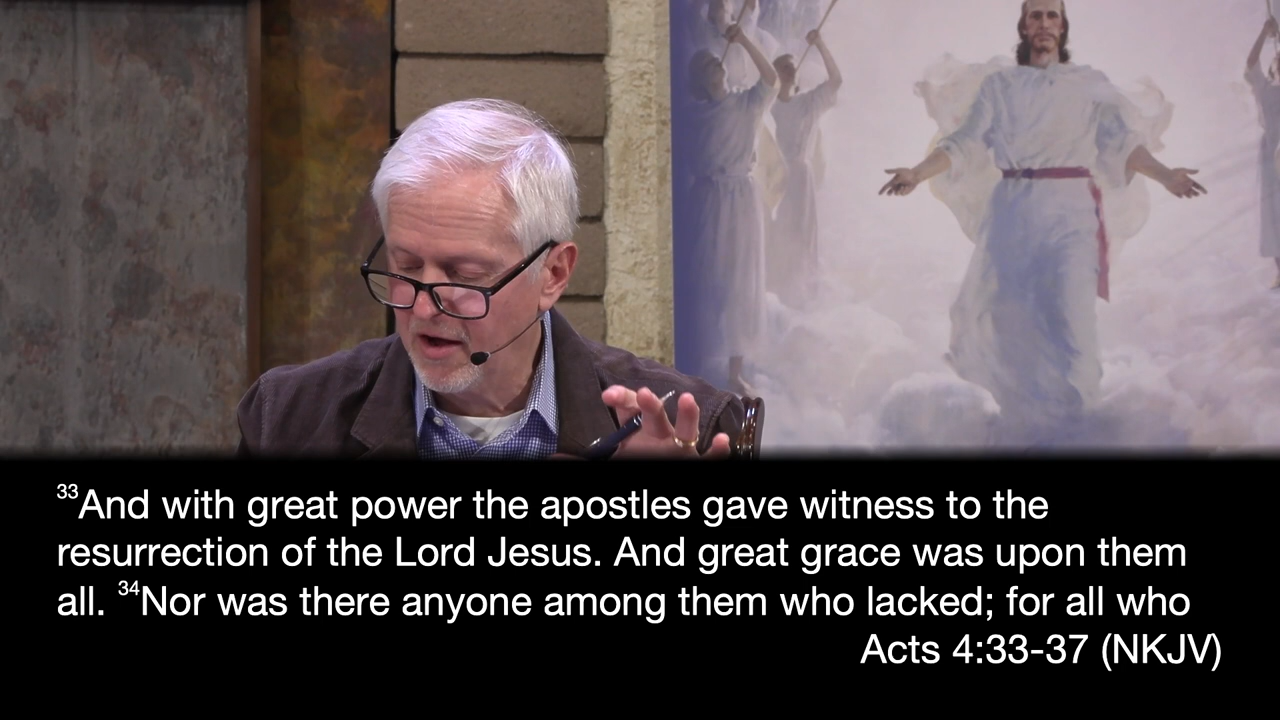 33And with great power the apostles gave witness to the
resurrection of the Lord Jesus. And great grace was upon them
all. 34Nor was there anyone among them who lacked; for all who
Acts 4:33-37 (NKJV)